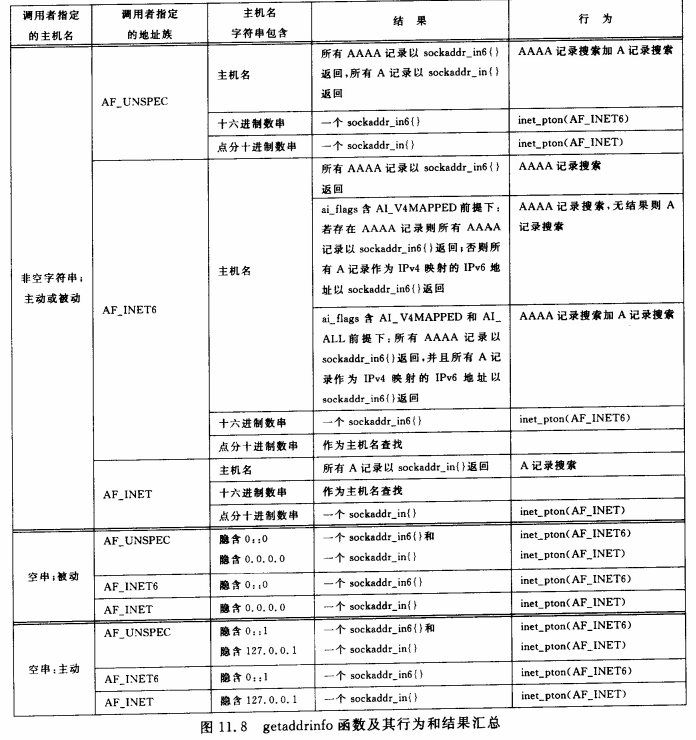 调用者指定的主机名 调用者指定的地址族 主机名字符串包含 结 果 行 为
非空字符串;主动或被动
AF_UNSPEC
主机名
所有 AAAA 记录以 sockaddr_in6{}
返回,所有 A 记录以 sockaddr_in{}
返回
AAAA 记录搜索加 A 记录搜索
十六进制数串 一个 sockaddr_in6{} inet_pton(AF_INET6)
点分十进制数串 一个 sockaddr_in{} inet_pton(AF_INET)
AF_INET6
主机名
所有 AAAA 记录以 sockaddr_in6{}
返回
AAAA 记录搜索
ai_flags 含 AI_V4MAPPED 前提下:
若存在 AAAA 记录则所有 AAAA
记录以 sockaddr_in6{}返回;否则所
有 A 记录作为 IPv4 映射的 IPv6 地
址以 sockaddr_in6{}返回
AAAA 记录搜索,无结果则 A
记录搜索
ai_flags 含 AI_V4MAPPED 和 AI_
ALL 前提下:所有 AAAA 记录以
sockaddr_in6{}返回,并且所有 A 记
录作为 IPv4 映射的 IPv6 地址以
sockaddr_in6{}返回
AAAA 记录搜索加 A 记录搜索
十六进制数串 一个 sockaddr_in6{} inet_pton(AF_INET6)
点分十进制数串 作为主机名查找
AF_INET
主机名 所有 A 记录以 sockaddr_in{}返回 A 记录搜索
十六进制数串 作为主机名查找
点分十进制数串 一个 sockaddr_in{} inet_pton(AF_INET)
空串;被动
AF_UNSPEC 隐含 0::0 一个 sockaddr_in6{}和 inet_pton(AF_INET6)
隐含 0.0.0.0 一个 sockaddr_in{} inet_pton(AF_INET)
AF_INET6 隐含 0::0 一个 sockaddr_in6{} inet_pton(AF_INET6)
AF_INET 隐含 0.0.0.0 一个 sockaddr_in{} inet_pton(AF_INET)
空串;主动
AF_UNSPEC 隐含 0::1 一个 sockaddr_in6{}和 inet_pton(AF_INET6)
隐含 127.0.0.1 一个 sockaddr_in{} inet_pton(AF_INET)
AF_INET6 隐含 0::1 一个 sockaddr_in6{} inet_pton(AF_INET6)
AF_INET 隐含 127.0.0.1 一个 sockaddr_in{} inet_pton(AF_INET)
图 11.8 getaddrinfo 函数及其行为和结果汇总